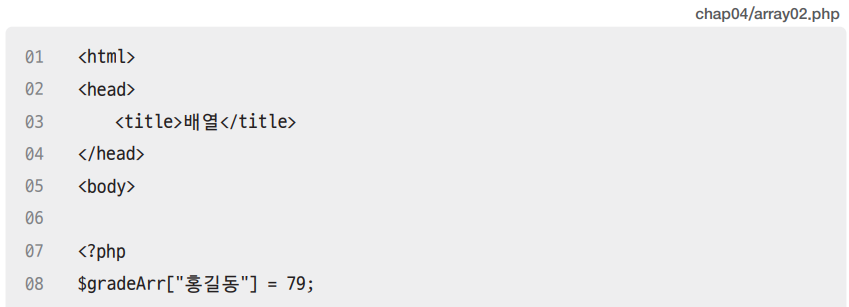 chap04/array02.php
01 <html>
02 <head>
03 <title>배열</title>
04 </head>
05 <body>
06
07 <?php
08 $gradeArr["홍길동"] = 79;